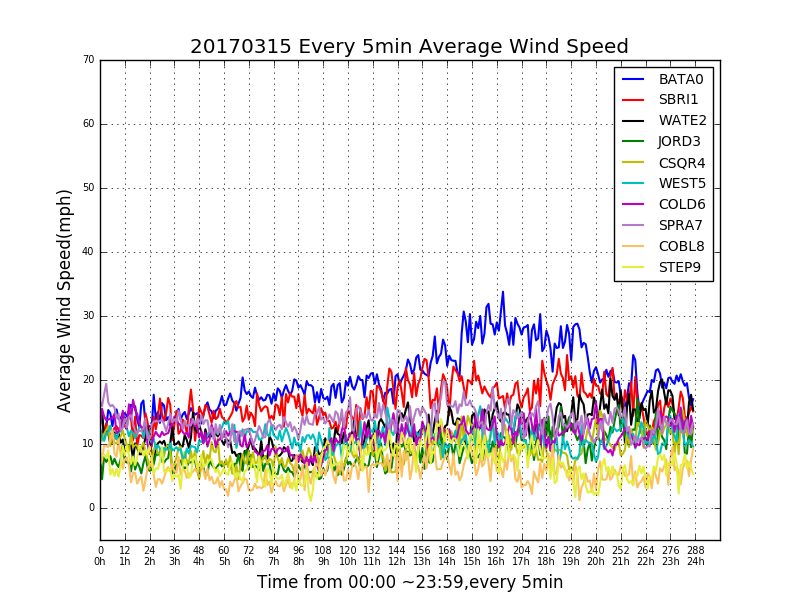 20170315 Every 5min Average Wind Speed
70
60
50
40
30
20
10
0
Average Wind Speed(mph)
BATA0
SBRI1
WATE2
JORD3
CSQR4
WEST5
COLD6
SPRA7
COBL8
STEP9
0 12 24 36 48 60 72 84 96 108 120 132 144 156 168 180 192 204 216 228 240 252 264 276 288
0h 1h 2h 3h 4h 5h 6h 7h 8h 9h 10h 11h 12h 13h 14h 15h 16h 17h 18h 19h 20h 21h 22h 23h 24h
Time from 00:00 ~23:59,every 5min